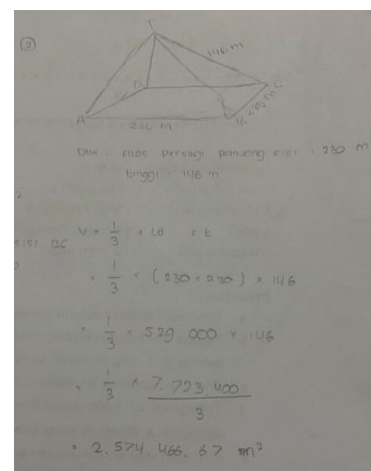 2
T
146 m
D
C
A
B
230 m
230 m
Dik : alas persegi panjang sisi : 230 m
tinggi = 146 m
sisi BC
V = 1/3 × La × t
= 1/3 × (230 × 230) × 146
= 1/3 × 529 000 × 146
= 1/3 × 7.723.400 / 3
= 2.574.466,67 m³